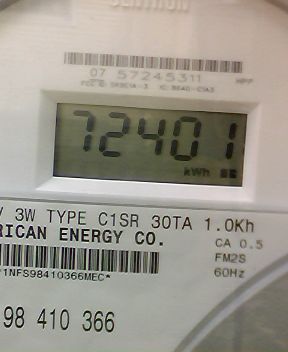 CENTRON
07 57245311
72401
kWh
V 3W TYPE C1SR 30TA 1.0Kh
RICAN ENERGY CO.
CA 0.5
FM2S
60Hz
1NFS98410366MEC*
98 410 366